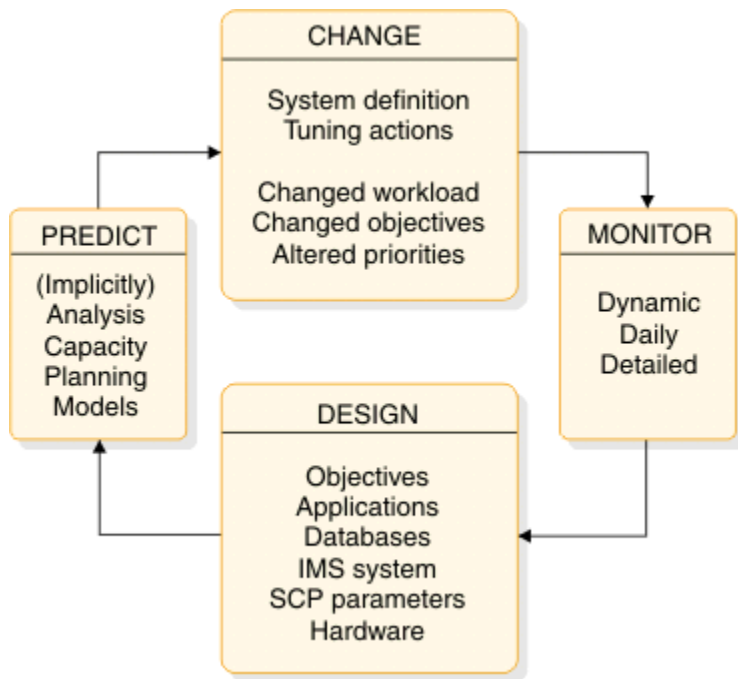 CHANGE
System definition
Tuning actions
Changed workload
Changed objectives
Altered priorities
PREDICT
(Implicitly)
Analysis
Capacity
Planning
Models
MONITOR
Dynamic
Daily
Detailed
DESIGN
Objectives
Applications
Databases
IMS system
SCP parameters
Hardware